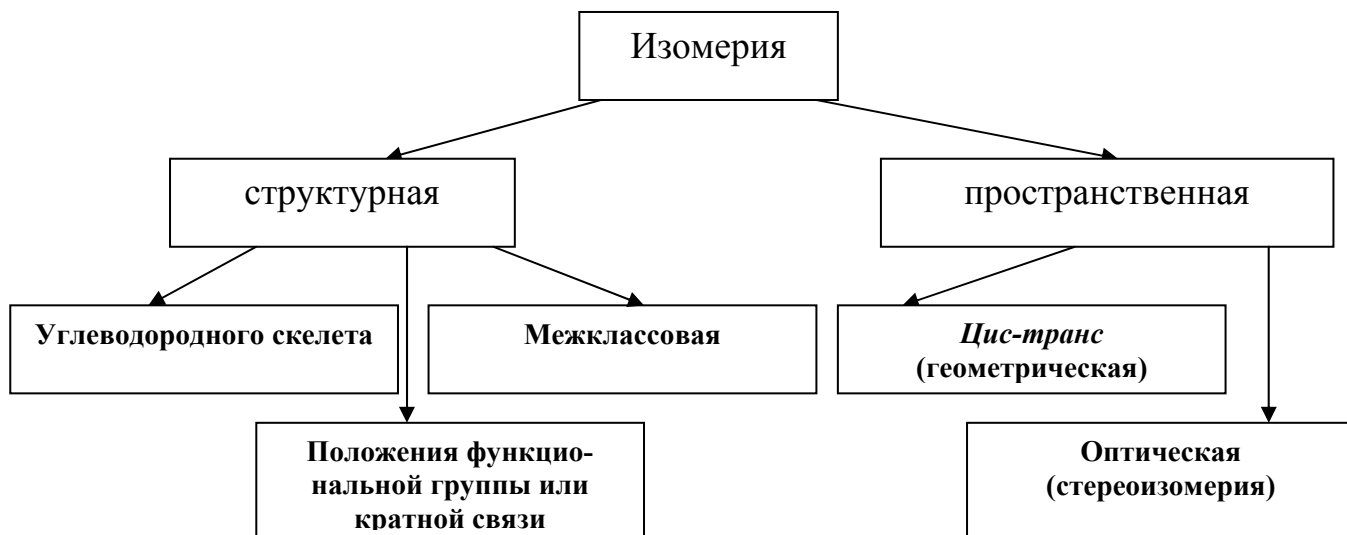 Изомерия
структурная
пространственная
Углеводородного скелета
Межклассовая
Цис-транс
(геометрическая)
Положения функцио-
нальной группы или
кратной связи
Оптическая
(стереоизомерия)